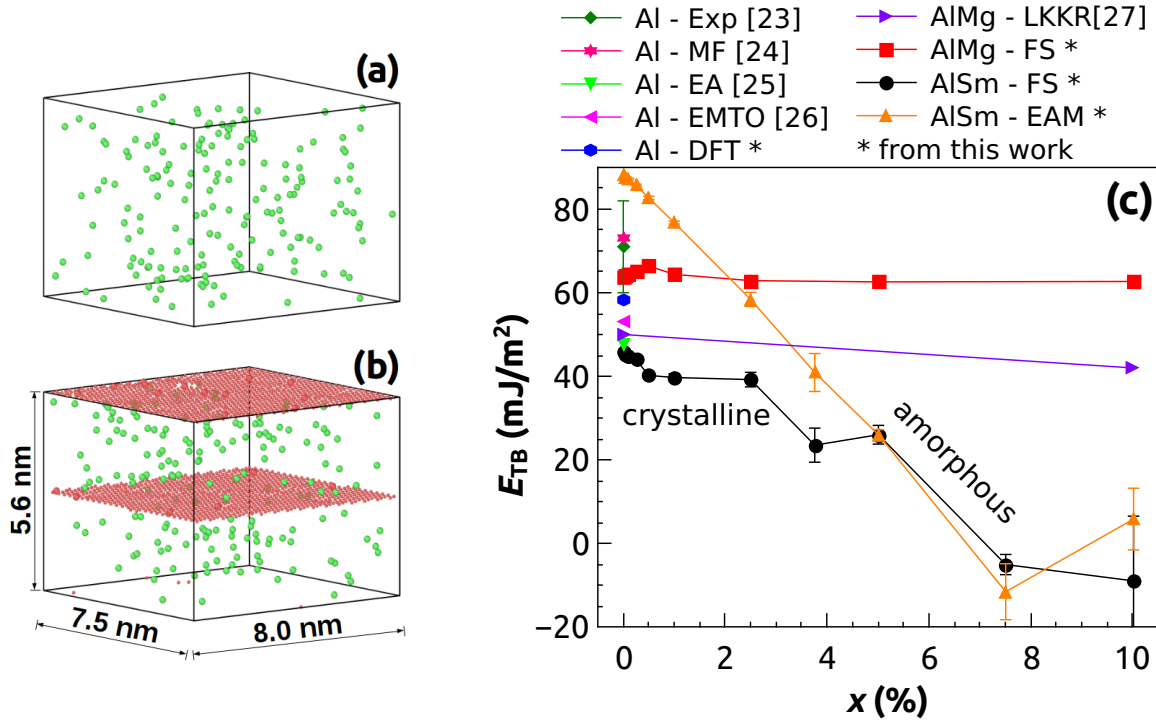 (a)
(b)
5.6 nm
7.5 nm
8.0 nm
Al - Exp [23]
Al - MF [24]
Al - EA [25]
Al - EMTO [26]
Al - DFT *
AlMg - LKKR[27]
AlMg - FS *
AlSm - FS *
AlSm - EAM *
* from this work
(c)
80
60
40
20
0
−20
E_TB (mJ/m²)
crystalline
amorphous
0 2 4 6 8 10
x (%)